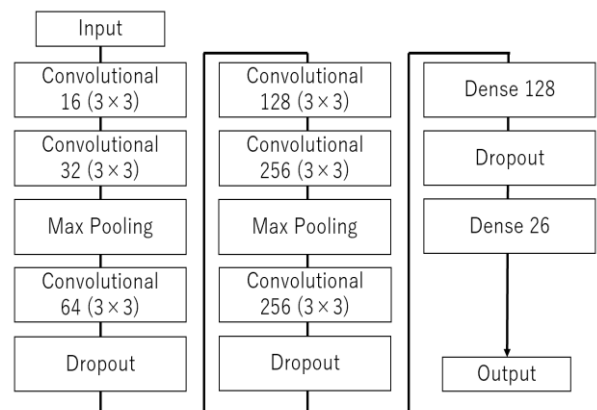 Input
Convolutional
16 (3×3)
Convolutional
32 (3×3)
Max Pooling
Convolutional
64 (3×3)
Dropout
Convolutional
128 (3×3)
Convolutional
256 (3×3)
Max Pooling
Convolutional
256 (3×3)
Dropout
Dense 128
Dropout
Dense 26
Output